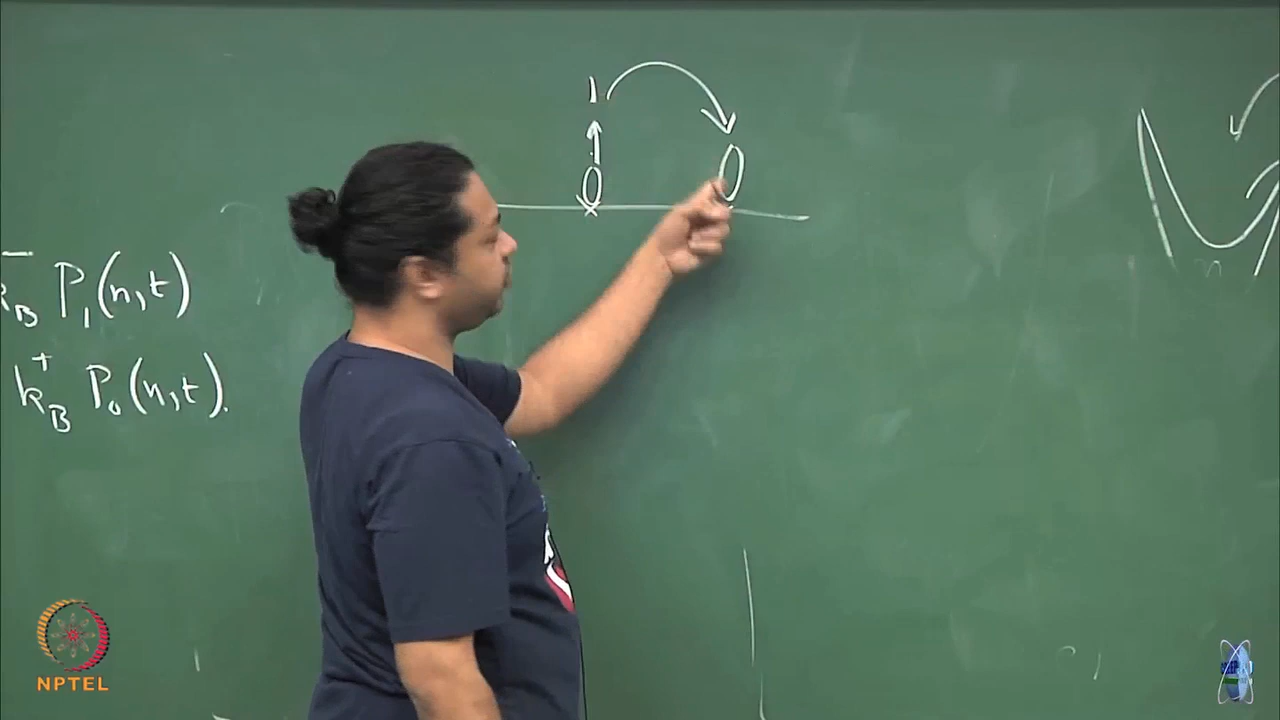 1
0 0
k_B^- P_1(n,t)
k_B^+ P_0(n,t).
n
NPTEL